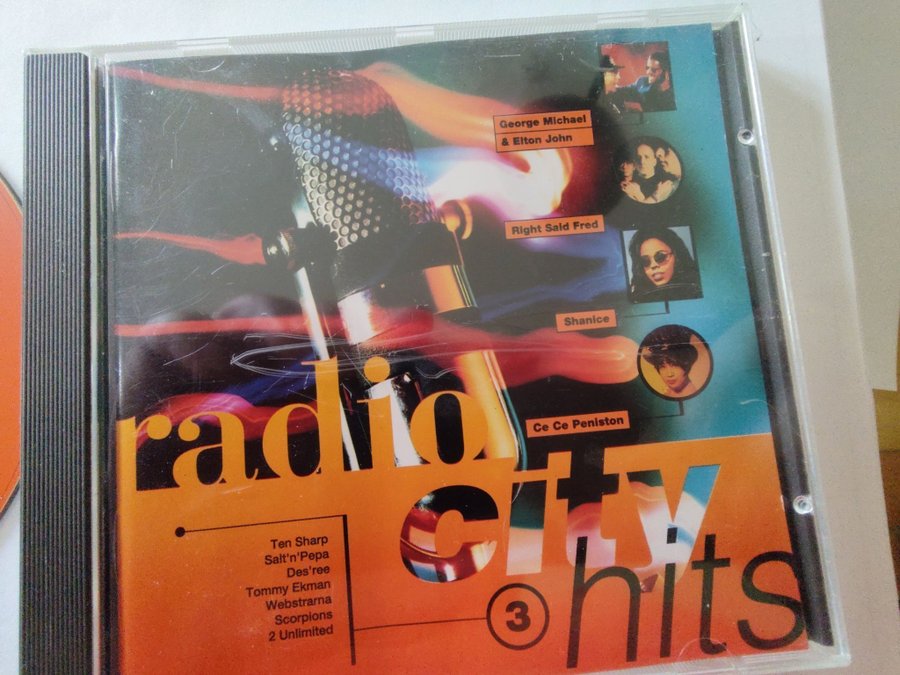 George Michael
& Elton John
Right Said Fred
Shanice
Ce Ce Peniston
radio
city
hits
3
Ten Sharp
Salt'n'Pepa
Des'ree
Tommy Ekman
Webstrarna
Scorpions
2 Unlimited